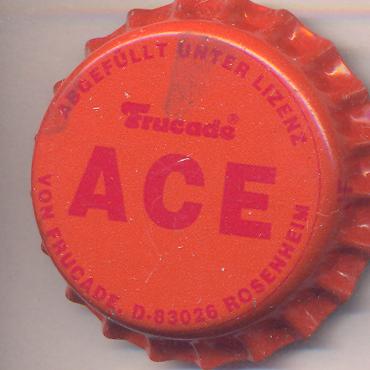 ABGEFÜLLT UNTER LIZENZ
Frucade®
ACE
VON FRUCADE, D-83026 ROSENHEIM